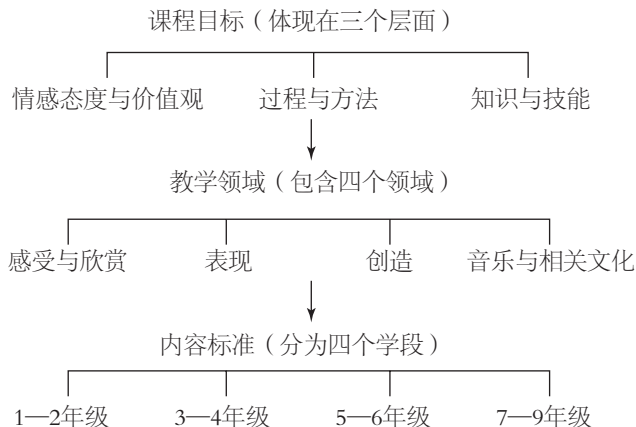 课程目标（体现在三个层面）
情感态度与价值观 过程与方法 知识与技能
教学领域（包含四个领域）
感受与欣赏 表现 创造 音乐与相关文化
内容标准（分为四个学段）
1—2年级 3—4年级 5—6年级 7—9年级